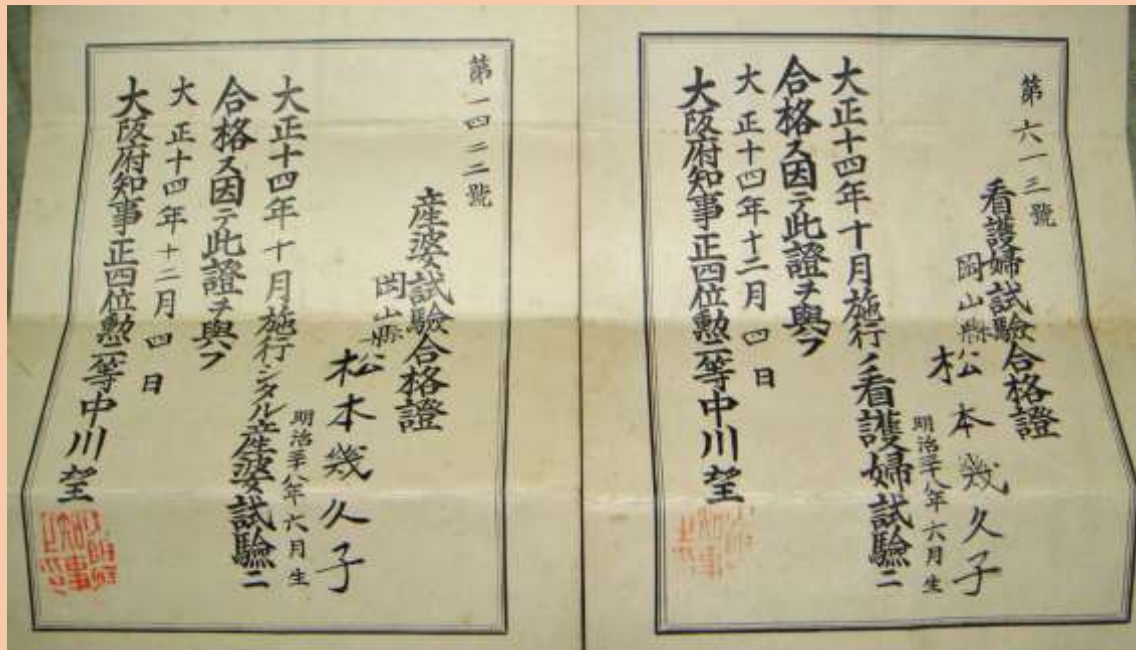 第六一三號
看護婦試驗合格證
岡山縣
松本幾久子
明治三十八年六月生
大正十四年十月施行ノ看護婦試驗ニ
合格ス因テ此證ヲ與フ
大正十四年十二月四日
大阪府知事正四位勲二等中川望
第一四二二號
産婆試驗合格證
岡山縣
松本幾久子
明治三十八年六月生
大正十四年十月施行シタル産婆試驗ニ
合格ス因テ此證ヲ與フ
大正十四年十二月四日
大阪府知事正四位勲二等中川望